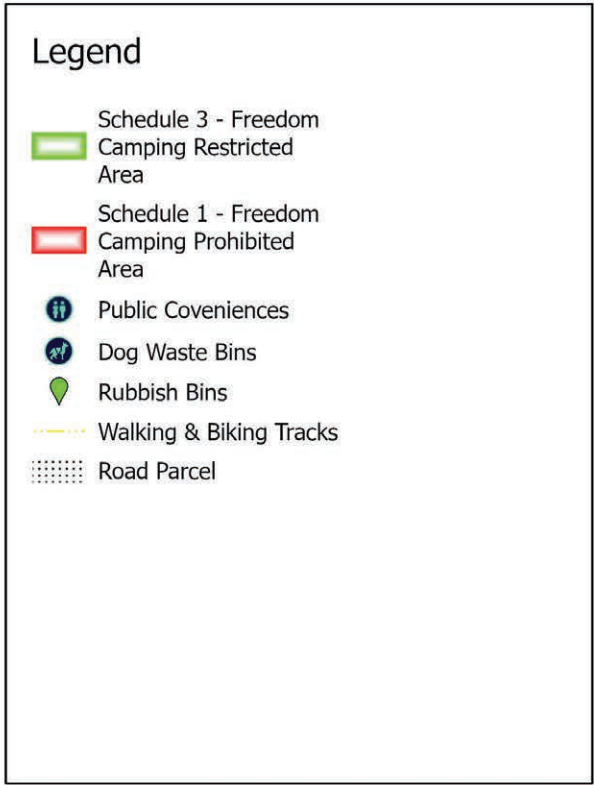 Legend
Schedule 3 - Freedom
Camping Restricted
Area
Schedule 1 - Freedom
Camping Prohibited
Area
Public Coveniences
Dog Waste Bins
Rubbish Bins
Walking & Biking Tracks
Road Parcel